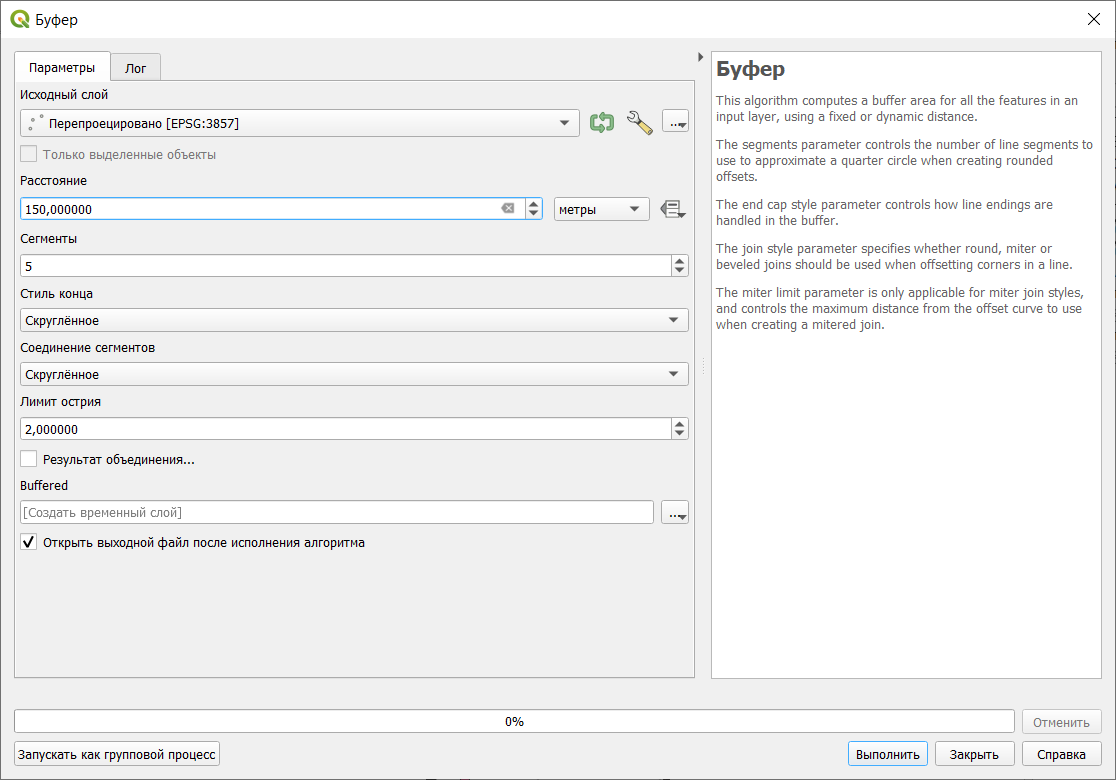 Буфер
Параметры
Лог
Исходный слой
Перепроецировано [EPSG:3857]
...
Только выделенные объекты
Расстояние
150,000000
метры
Сегменты
5
Стиль конца
Скруглённое
Соединение сегментов
Скруглённое
Лимит острия
2,000000
Результат объединения...
Buffered
[Создать временный слой]
...
Открыть выходной файл после исполнения алгоритма
Буфер
This algorithm computes a buffer area for all the features in an
input layer, using a fixed or dynamic distance.
The segments parameter controls the number of line segments to
use to approximate a quarter circle when creating rounded
offsets.
The end cap style parameter controls how line endings are
handled in the buffer.
The join style parameter specifies whether round, miter or
beveled joins should be used when offsetting corners in a line.
The miter limit parameter is only applicable for miter join styles,
and controls the maximum distance from the offset curve to use
when creating a mitered join.
0%
Отменить
Запускать как групповой процесс
Выполнить
Закрыть
Справка